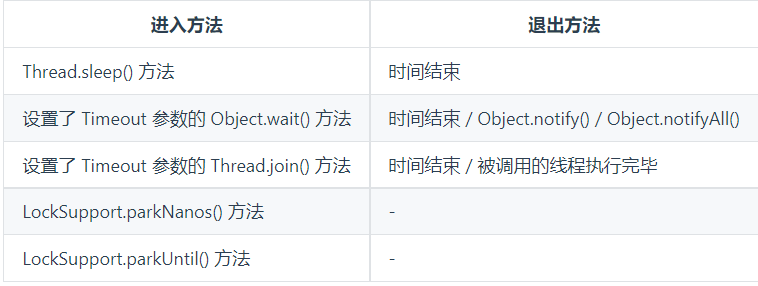 进入方法 退出方法
Thread.sleep() 方法 时间结束
设置了 Timeout 参数的 Object.wait() 方法 时间结束 / Object.notify() / Object.notifyAll()
设置了 Timeout 参数的 Thread.join() 方法 时间结束 / 被调用的线程执行完毕
LockSupport.parkNanos() 方法 -
LockSupport.parkUntil() 方法 -